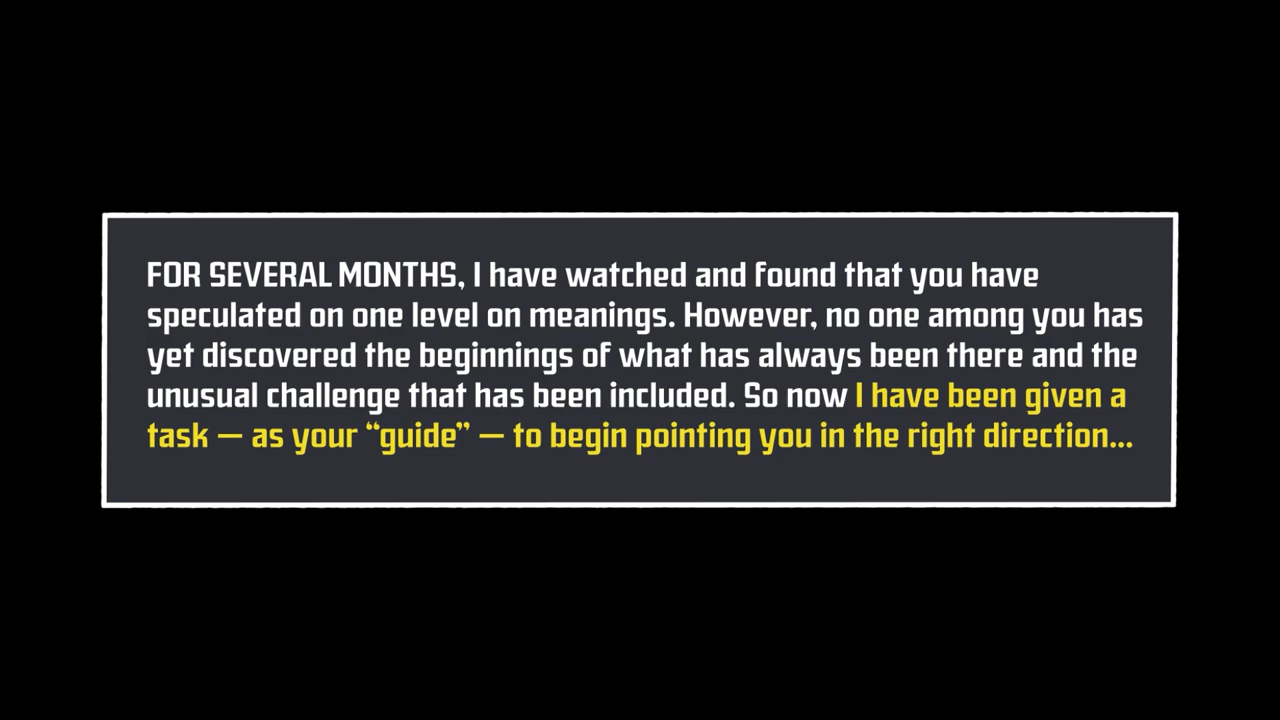 FOR SEVERAL MONTHS, I have watched and found that you have
speculated on one level on meanings. However, no one among you has
yet discovered the beginnings of what has always been there and the
unusual challenge that has been included. So now I have been given a
task — as your “guide” — to begin pointing you in the right direction...